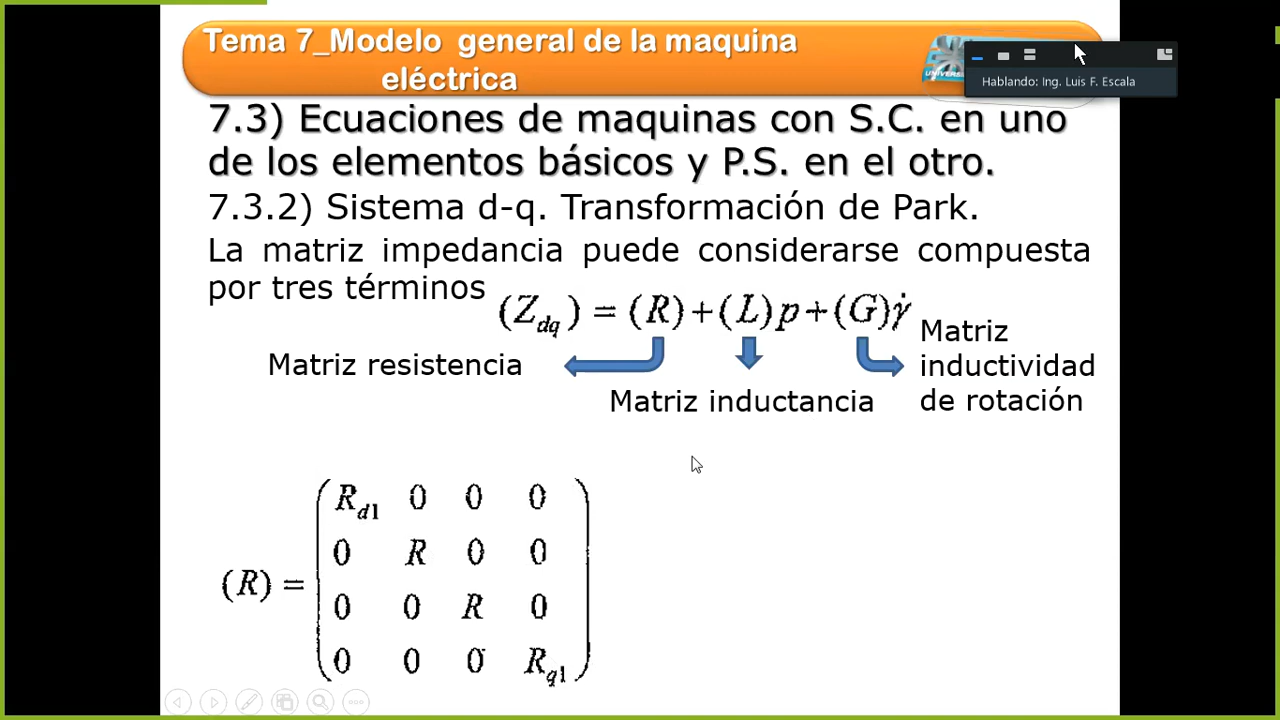 Tema 7_Modelo general de la maquina
eléctrica
UNIVERS
Hablando: Ing. Luis F. Escala
7.3) Ecuaciones de maquinas con S.C. en uno
de los elementos básicos y P.S. en el otro.
7.3.2) Sistema d-q. Transformación de Park.
La matriz impedancia puede considerarse compuesta
por tres términos
(Z_dq) = (R) + (L)p + (G)γ̇
Matriz resistencia
Matriz inductancia
Matriz
inductividad
de rotación
(R) =
R_d1 0 0 0
0 R 0 0
0 0 R 0
0 0 0 R_q1